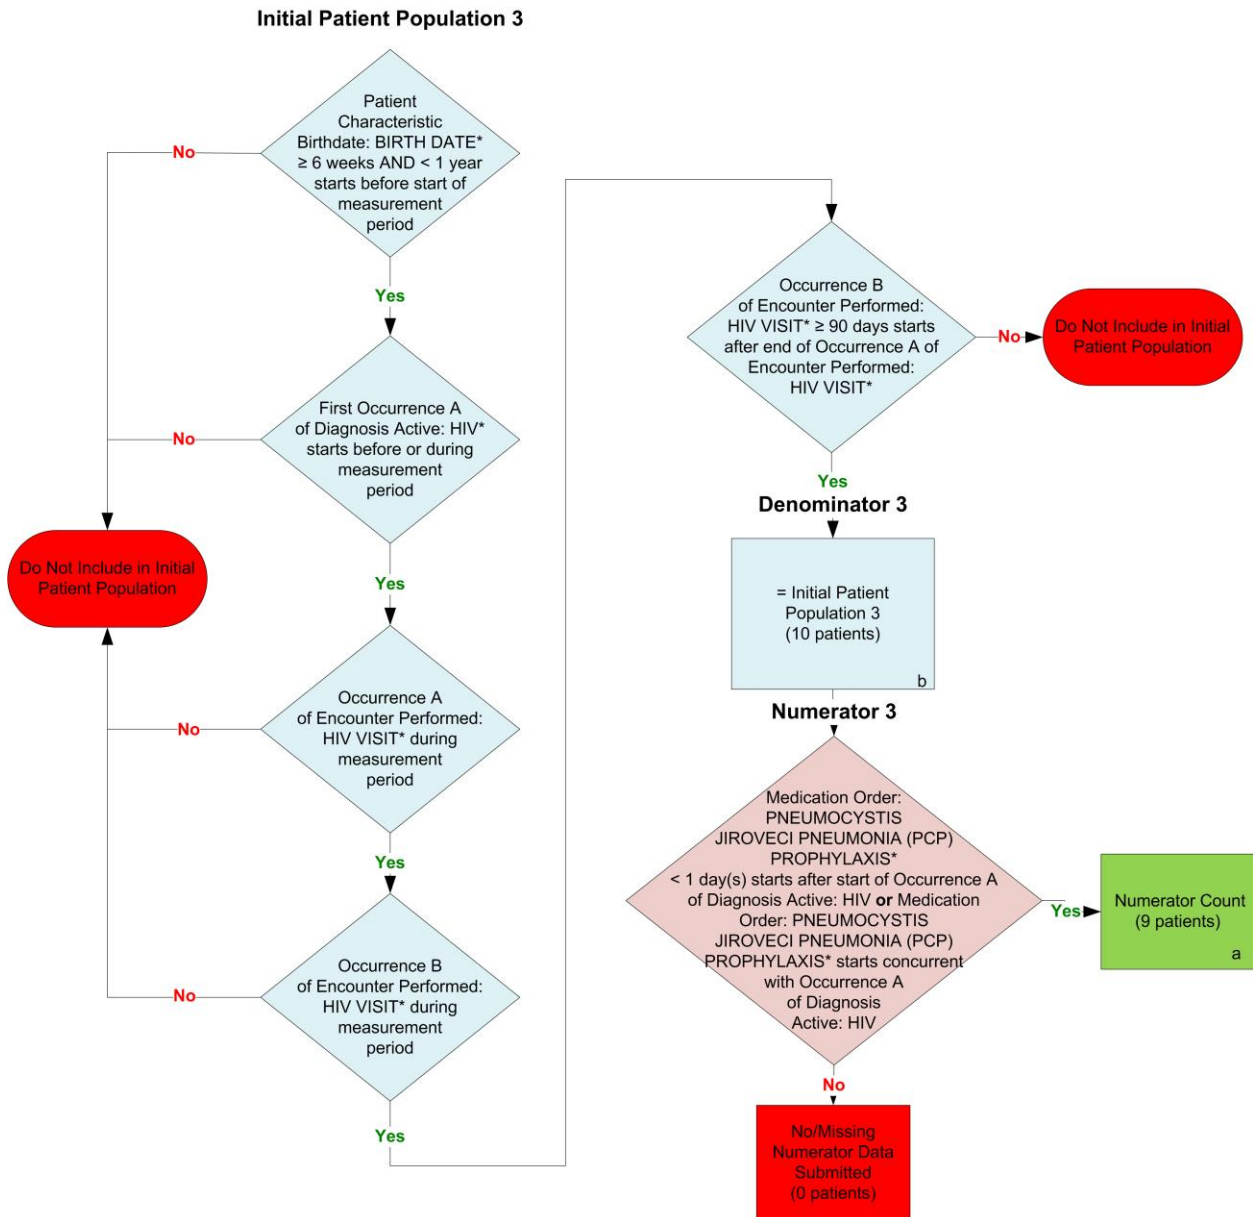 Initial Patient Population 3
Patient
Characteristic
Birthdate: BIRTH DATE*
≥ 6 weeks AND < 1 year
starts before start of
measurement
period
No
Yes
First Occurrence A
of Diagnosis Active: HIV*
starts before or during
measurement
period
No
Yes
Do Not Include in Initial
Patient Population
Occurrence A
of Encounter Performed:
HIV VISIT* during
measurement
period
No
Yes
Occurrence B
of Encounter Performed:
HIV VISIT* during
measurement
period
No
Yes
Occurrence B
of Encounter Performed:
HIV VISIT* ≥ 90 days starts
after end of Occurrence A of
Encounter Performed:
HIV VISIT*
No
Do Not Include in Initial
Patient Population
Yes
Denominator 3
= Initial Patient
Population 3
(10 patients)
b
Numerator 3
Medication Order:
PNEUMOCYSTIS
JIROVECI PNEUMONIA (PCP)
PROPHYLAXIS*
< 1 day(s) starts after start of Occurrence A
of Diagnosis Active: HIV or Medication
Order: PNEUMOCYSTIS
JIROVECI PNEUMONIA (PCP)
PROPHYLAXIS* starts concurrent
with Occurrence A
of Diagnosis
Active: HIV
Yes
Numerator Count
(9 patients)
a
No
No/Missing
Numerator Data
Submitted
(0 patients)